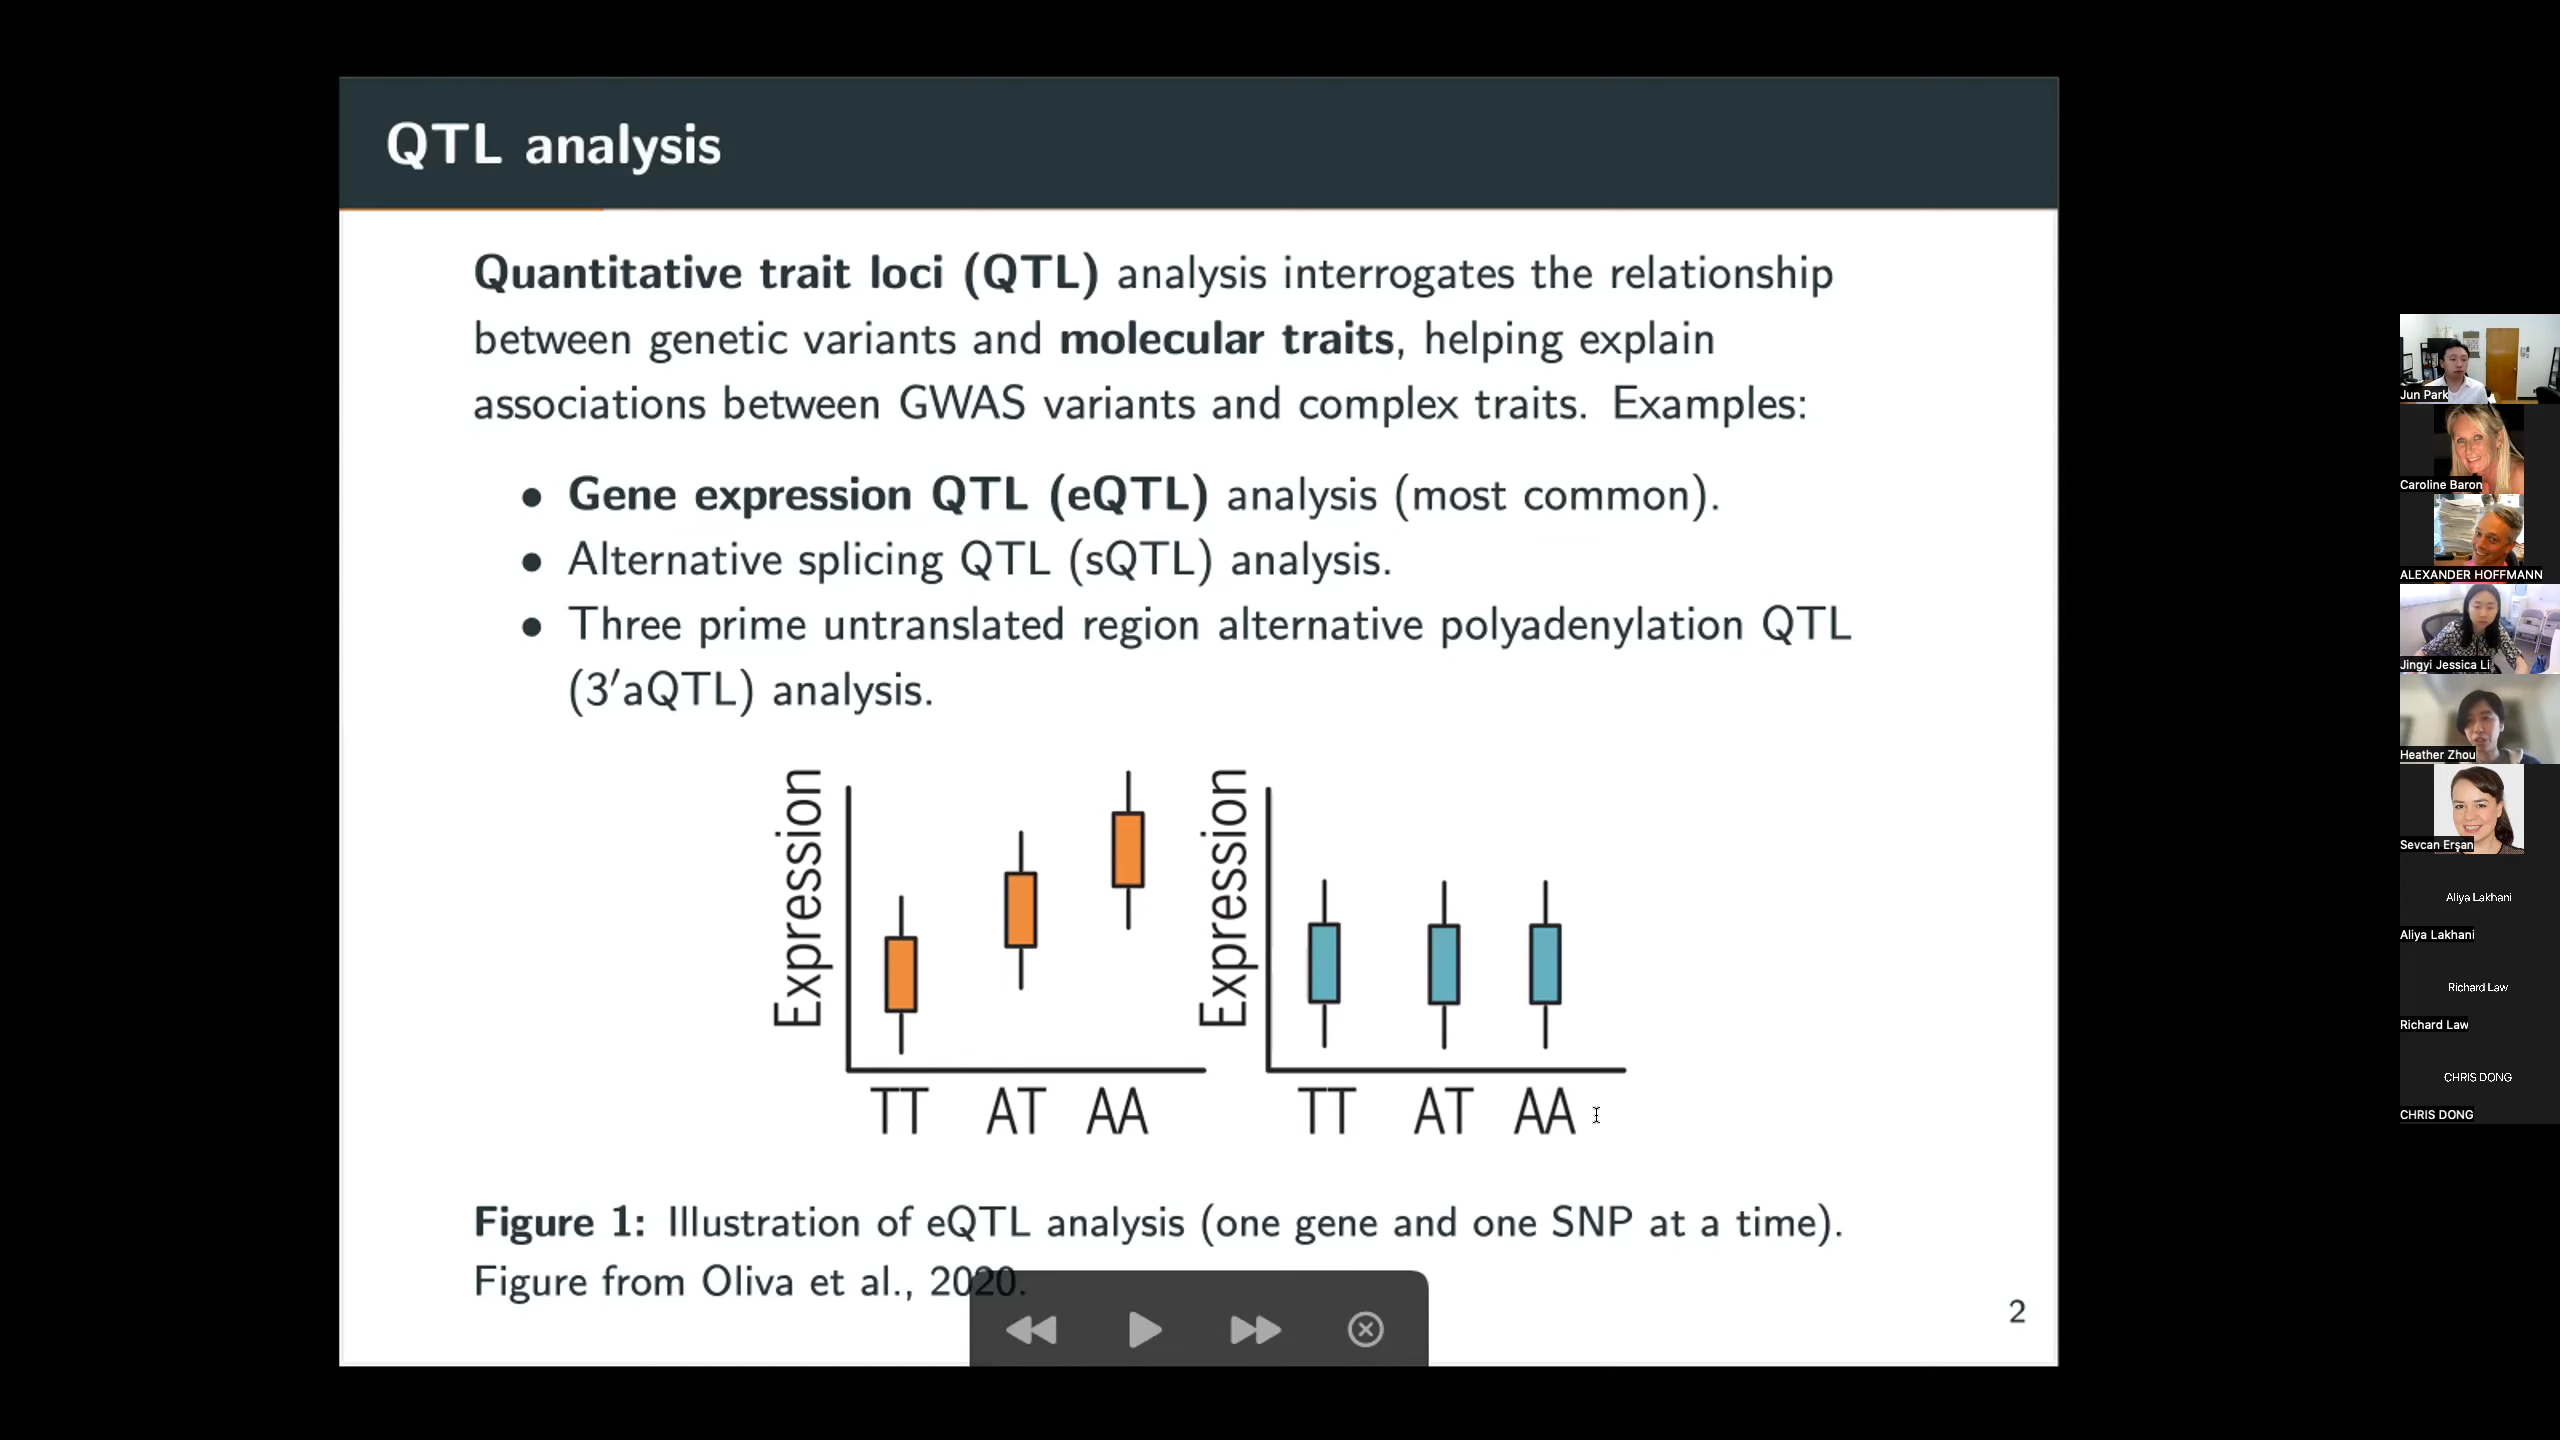 QTL analysis
Quantitative trait loci (QTL) analysis interrogates the relationship
between genetic variants and molecular traits, helping explain
associations between GWAS variants and complex traits. Examples:
• Gene expression QTL (eQTL) analysis (most common).
• Alternative splicing QTL (sQTL) analysis.
• Three prime untranslated region alternative polyadenylation QTL
(3′aQTL) analysis.
Expression
TT AT AA
Expression
TT AT AA
Figure 1: Illustration of eQTL analysis (one gene and one SNP at a time).
Figure from Oliva et al., 2020.
2
Jun Park
Caroline Baron
ALEXANDER HOFFMANN
Jingyi Jessica Li
Heather Zhou
Sevcan Erşan
Aliya Lakhani
Aliya Lakhani
Richard Law
Richard Law
CHRIS DONG
CHRIS DONG